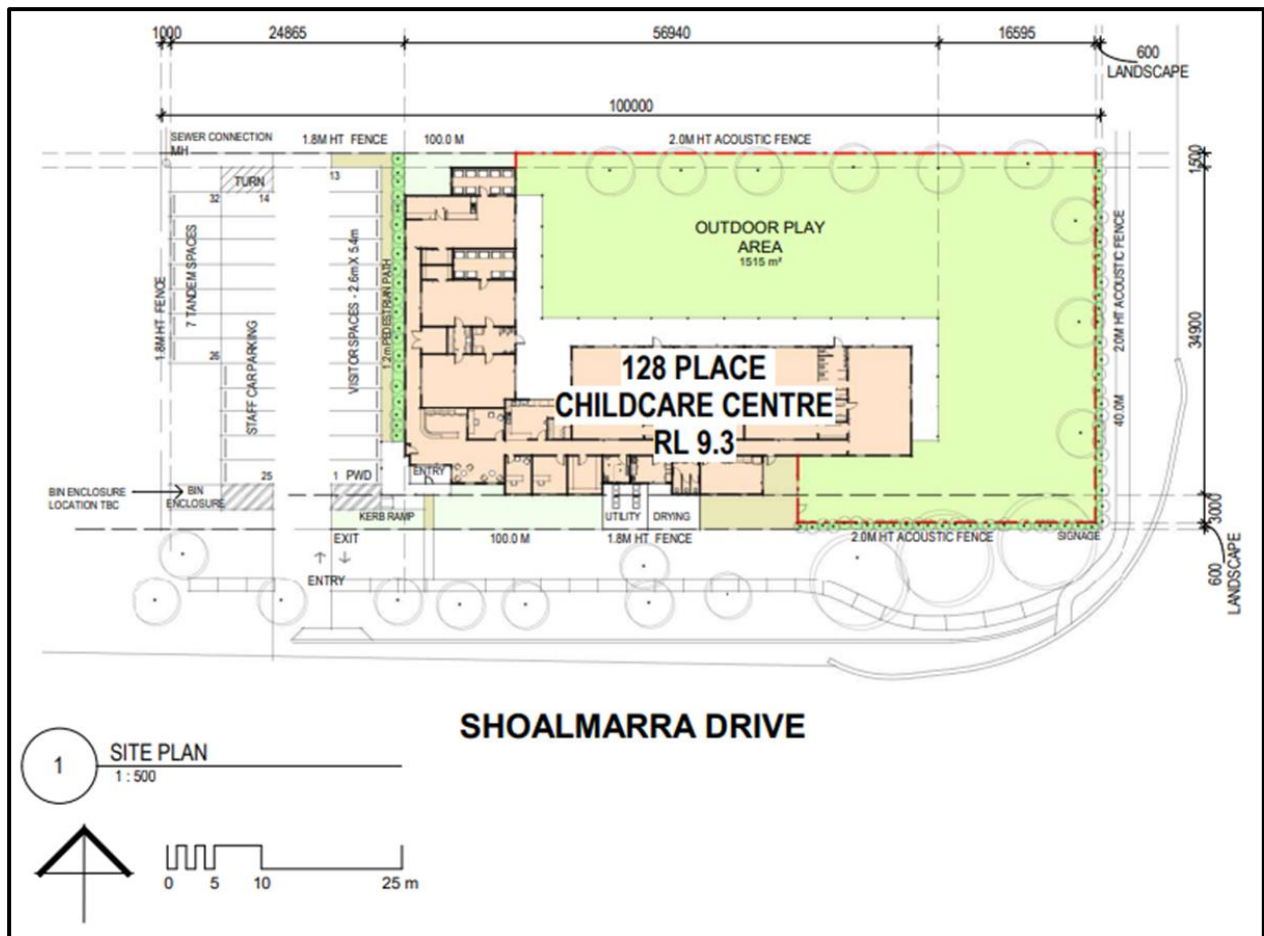 1000
24865
56940
16595
600
LANDSCAPE
100000
SEWER CONNECTION
MH
1.8M HT FENCE
100.0 M
2.0M HT ACOUSTIC FENCE
1500
TURN
13
32
14
7 TANDEM SPACES
1.8M HT FENCE
STAFF CAR PARKING
VISITOR SPACES - 2.6m X 5.4m
1.2m PEDESTRIAN PATH
OUTDOOR PLAY
AREA
1515 m²
2.0M HT ACOUSTIC FENCE
34900
26
128 PLACE
CHILDCARE CENTRE
RL 9.3
40.0M
25
1 PWD
ENTRY
BIN ENCLOSURE
LOCATION TBC
BIN
ENCLOSURE
KERB RAMP
UTILITY
DRYING
3000
EXIT
100.0 M
1.8M HT FENCE
2.0M HT ACOUSTIC FENCE
SIGNAGE
600
LANDSCAPE
ENTRY
SHOALMARRA DRIVE
1
SITE PLAN
1 : 500
0 5 10 25 m